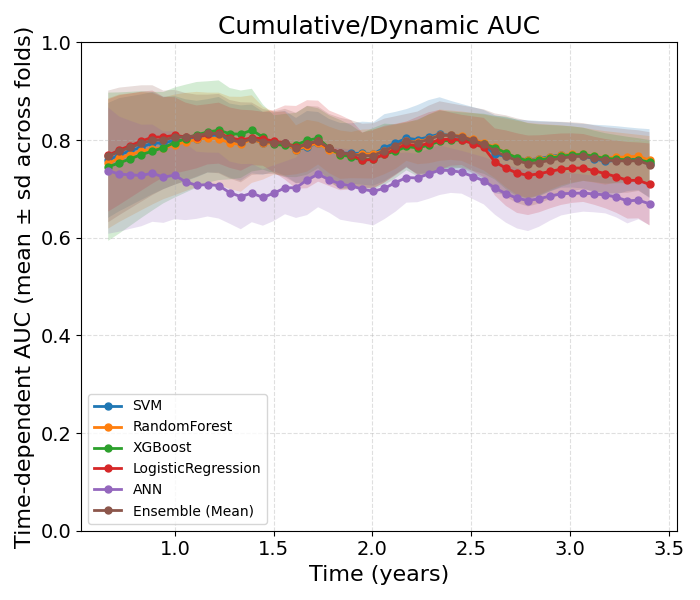 Cumulative/Dynamic AUC
Time-dependent AUC (mean ± sd across folds)
1.0
0.8
0.6
0.4
0.2
0.0
SVM
RandomForest
XGBoost
LogisticRegression
ANN
Ensemble (Mean)
1.0 1.5 2.0 2.5 3.0 3.5
Time (years)